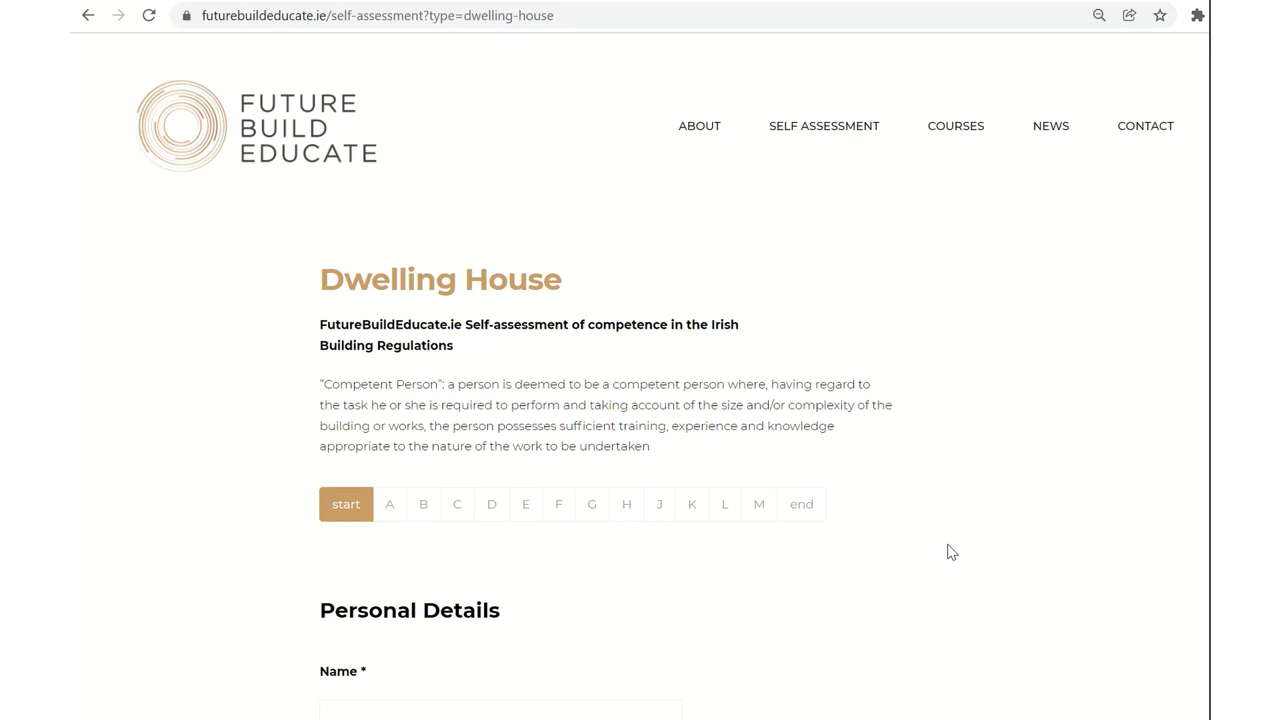 futurebuildeducate.ie/self-assessment?type=dwelling-house
FUTURE
BUILD
EDUCATE
ABOUT SELF ASSESSMENT COURSES NEWS CONTACT
Dwelling House
FutureBuildEducate.ie Self-assessment of competence in the Irish
Building Regulations
"Competent Person": a person is deemed to be a competent person where, having regard to
the task he or she is required to perform and taking account of the size and/or complexity of the
building or works, the person possesses sufficient training, experience and knowledge
appropriate to the nature of the work to be undertaken
start A B C D E F G H J K L M end
Personal Details
Name *